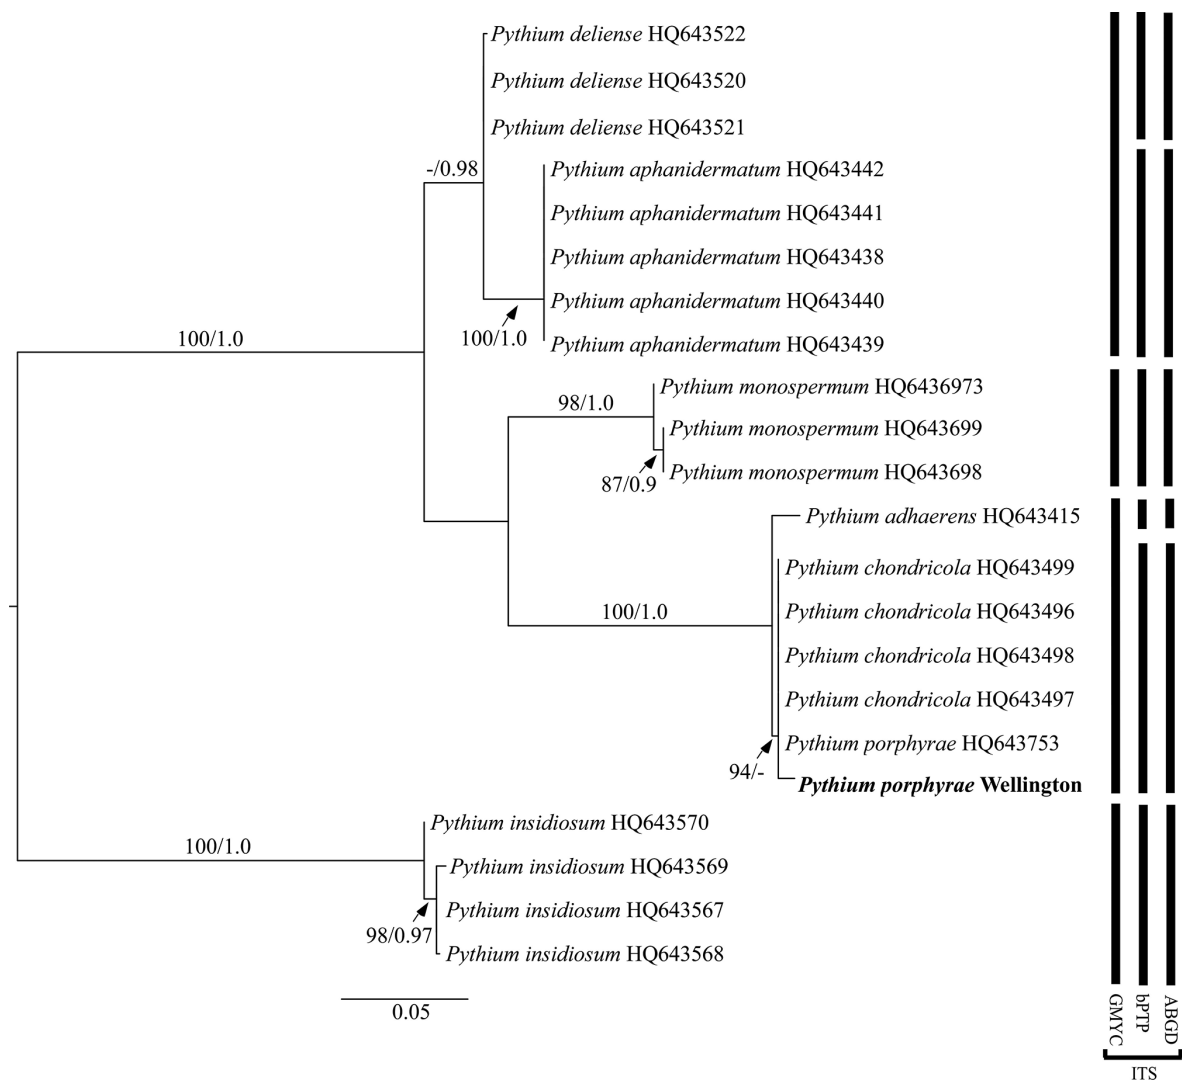 Pythium deliense HQ643522
Pythium deliense HQ643520
Pythium deliense HQ643521
-/0.98
Pythium aphanidermatum HQ643442
Pythium aphanidermatum HQ643441
Pythium aphanidermatum HQ643438
Pythium aphanidermatum HQ643440
100/1.0
100/1.0
Pythium aphanidermatum HQ643439
Pythium monospermum HQ6436973
98/1.0
Pythium monospermum HQ643699
Pythium monospermum HQ643698
87/0.9
Pythium adhaerens HQ643415
Pythium chondricola HQ643499
100/1.0
Pythium chondricola HQ643496
Pythium chondricola HQ643498
Pythium chondricola HQ643497
Pythium porphyrae HQ643753
94/-
Pythium porphyrae Wellington
Pythium insidiosum HQ643570
100/1.0
Pythium insidiosum HQ643569
Pythium insidiosum HQ643567
98/0.97
Pythium insidiosum HQ643568
0.05
GMYC
bPTP
ABGD
ITS